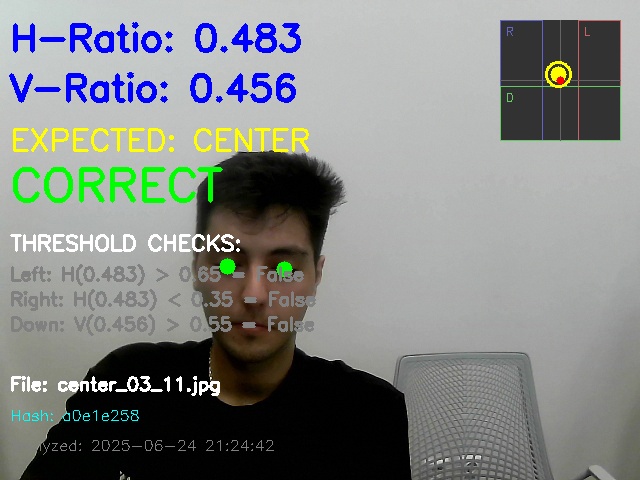 H-Ratio: 0.483
V-Ratio: 0.456
EXPECTED: CENTER
CORRECT
THRESHOLD CHECKS:
Left: H(0.483) > 0.65 = False
Right: H(0.483) < 0.35 = False
Down: V(0.456) > 0.55 = False
File: center_03_11.jpg
Hash: a0e1e258
lyzed: 2025-06-24 21:24:42
R
L
D